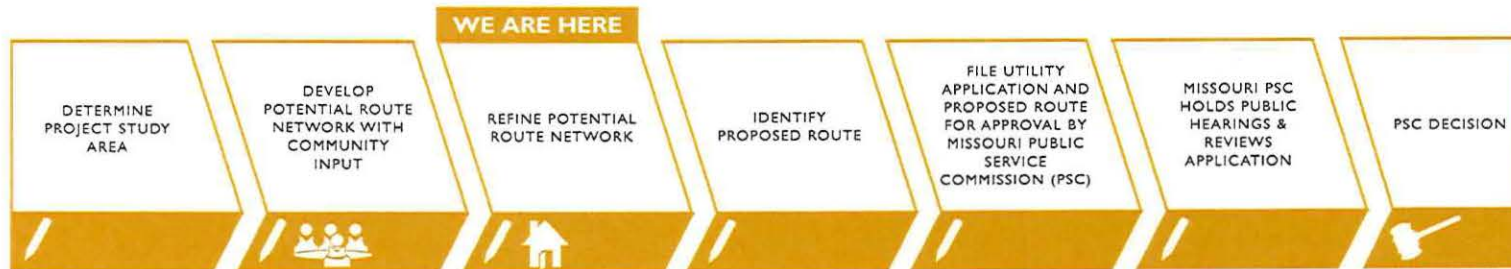 WE ARE HERE
DETERMINE
PROJECT STUDY
AREA
DEVELOP
POTENTIAL ROUTE
NETWORK WITH
COMMUNITY
INPUT
REFINE POTENTIAL
ROUTE NETWORK
IDENTIFY
PROPOSED ROUTE
FILE UTILITY
APPLICATION AND
PROPOSED ROUTE
FOR APPROVAL BY
MISSOURI PUBLIC
SERVICE
COMMISSION (PSC)
MISSOURI PSC
HOLDS PUBLIC
HEARINGS &
REVIEWS
APPLICATION
PSC DECISION